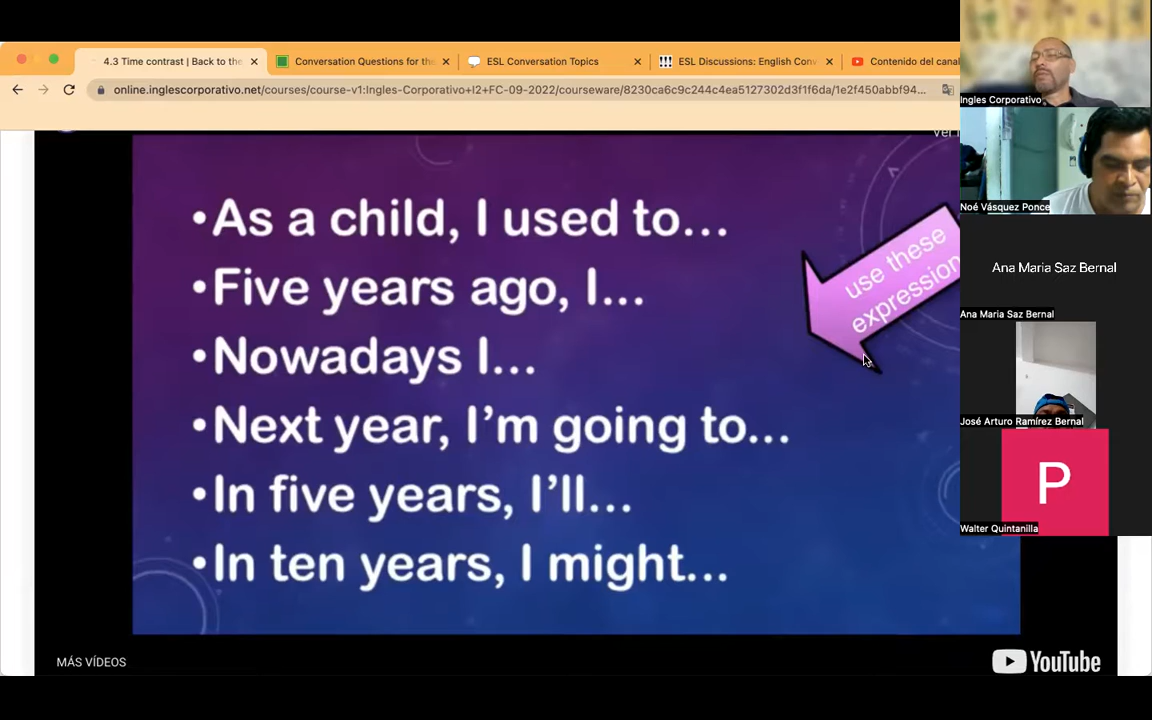 4.3 Time contrast | Back to the
Conversation Questions for the
ESL Conversation Topics
ESL Discussions: English Conv
Contenido del canal
online.inglescorporativo.net/courses/course-v1:Ingles-Corporativo+I2+FC-09-2022/courseware/8230ca6c9c244c4ea5127302d3f1f6da/1e2f450abbf94...
•As a child, I used to...
•Five years ago, I...
•Nowadays I...
•Next year, I'm going to...
•In five years, I'll...
•In ten years, I might...
use these
expression
MÁS VÍDEOS
YouTube
Ingles Corporativo
Noé Vásquez Ponce
Ana Maria Saz Bernal
Ana Maria Saz Bernal
José Arturo Ramírez Bernal
P
Walter Quintanilla